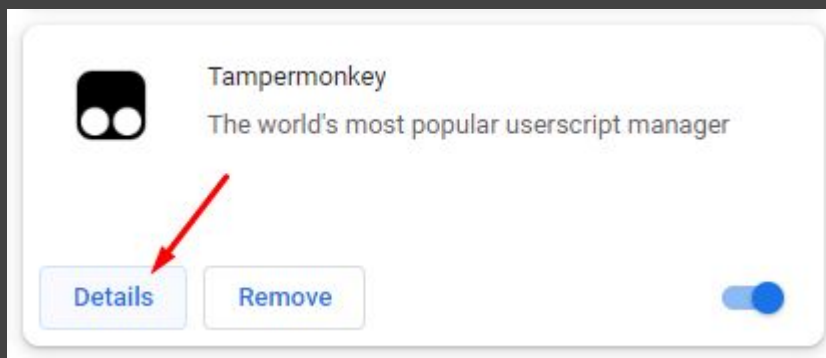 Tampermonkey
The world's most popular userscript manager
Details
Remove